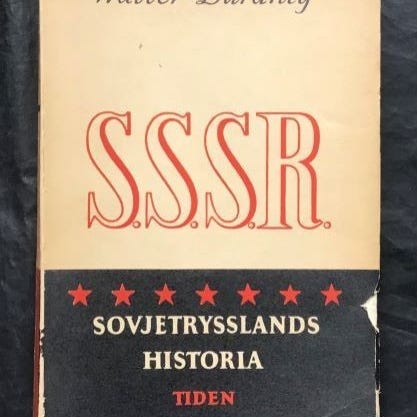 Walter Duranty
S.S.S.R.
SOVJETRYSSLANDS
HISTORIA
TIDEN